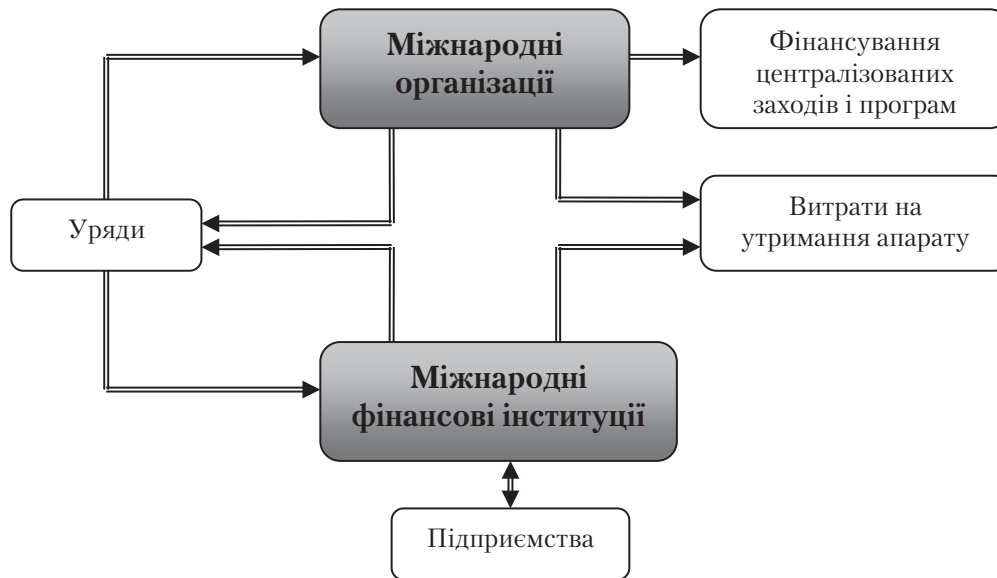 Міжнародні
організації
Фінансування
централізованих
заходів і програм
Уряди
Витрати на
утримання апарату
Міжнародні
фінансові інституції
Підприємства